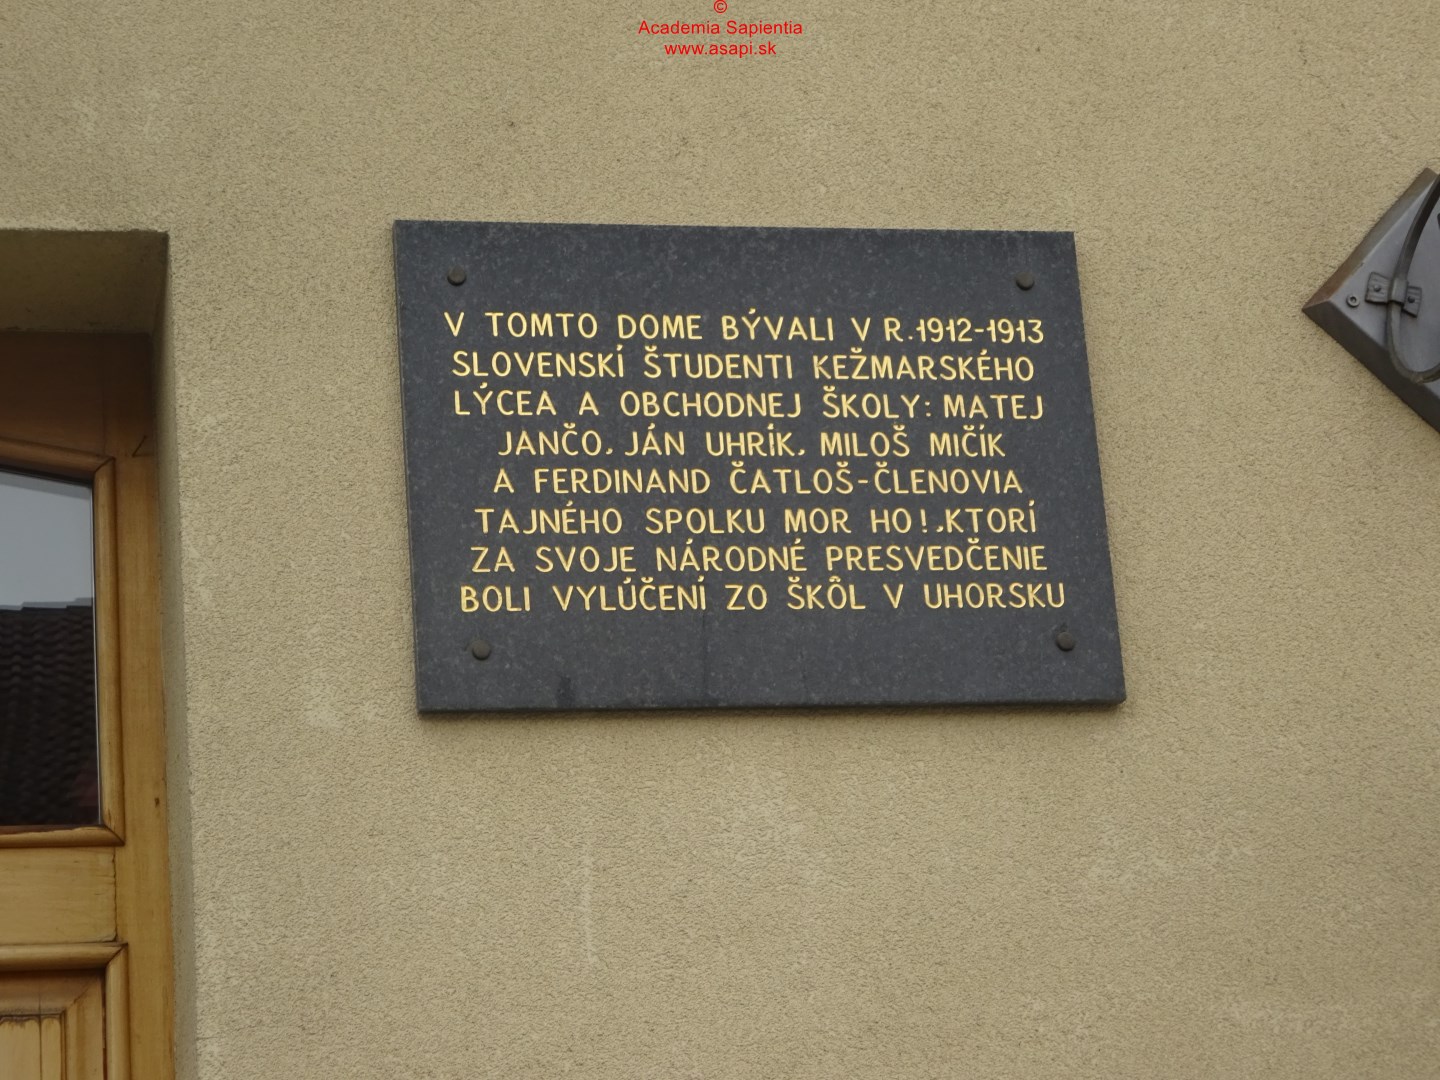 ©
Academia Sapientia
www.asapi.sk
V TOMTO DOME BÝVALI V R.1912-1913
SLOVENSKÍ ŠTUDENTI KEŽMARSKÉHO
LÝCEA A OBCHODNEJ ŠKOLY: MATEJ
JANČO, JÁN UHRÍK, MILOŠ MIČÍK
A FERDINAND ČATLOŠ-ČLENOVIA
TAJNÉHO SPOLKU MOR HO!,KTORÍ
ZA SVOJE NÁRODNÉ PRESVEDČENIE
BOLI VYLÚČENÍ ZO ŠKÔL V UHORSKU